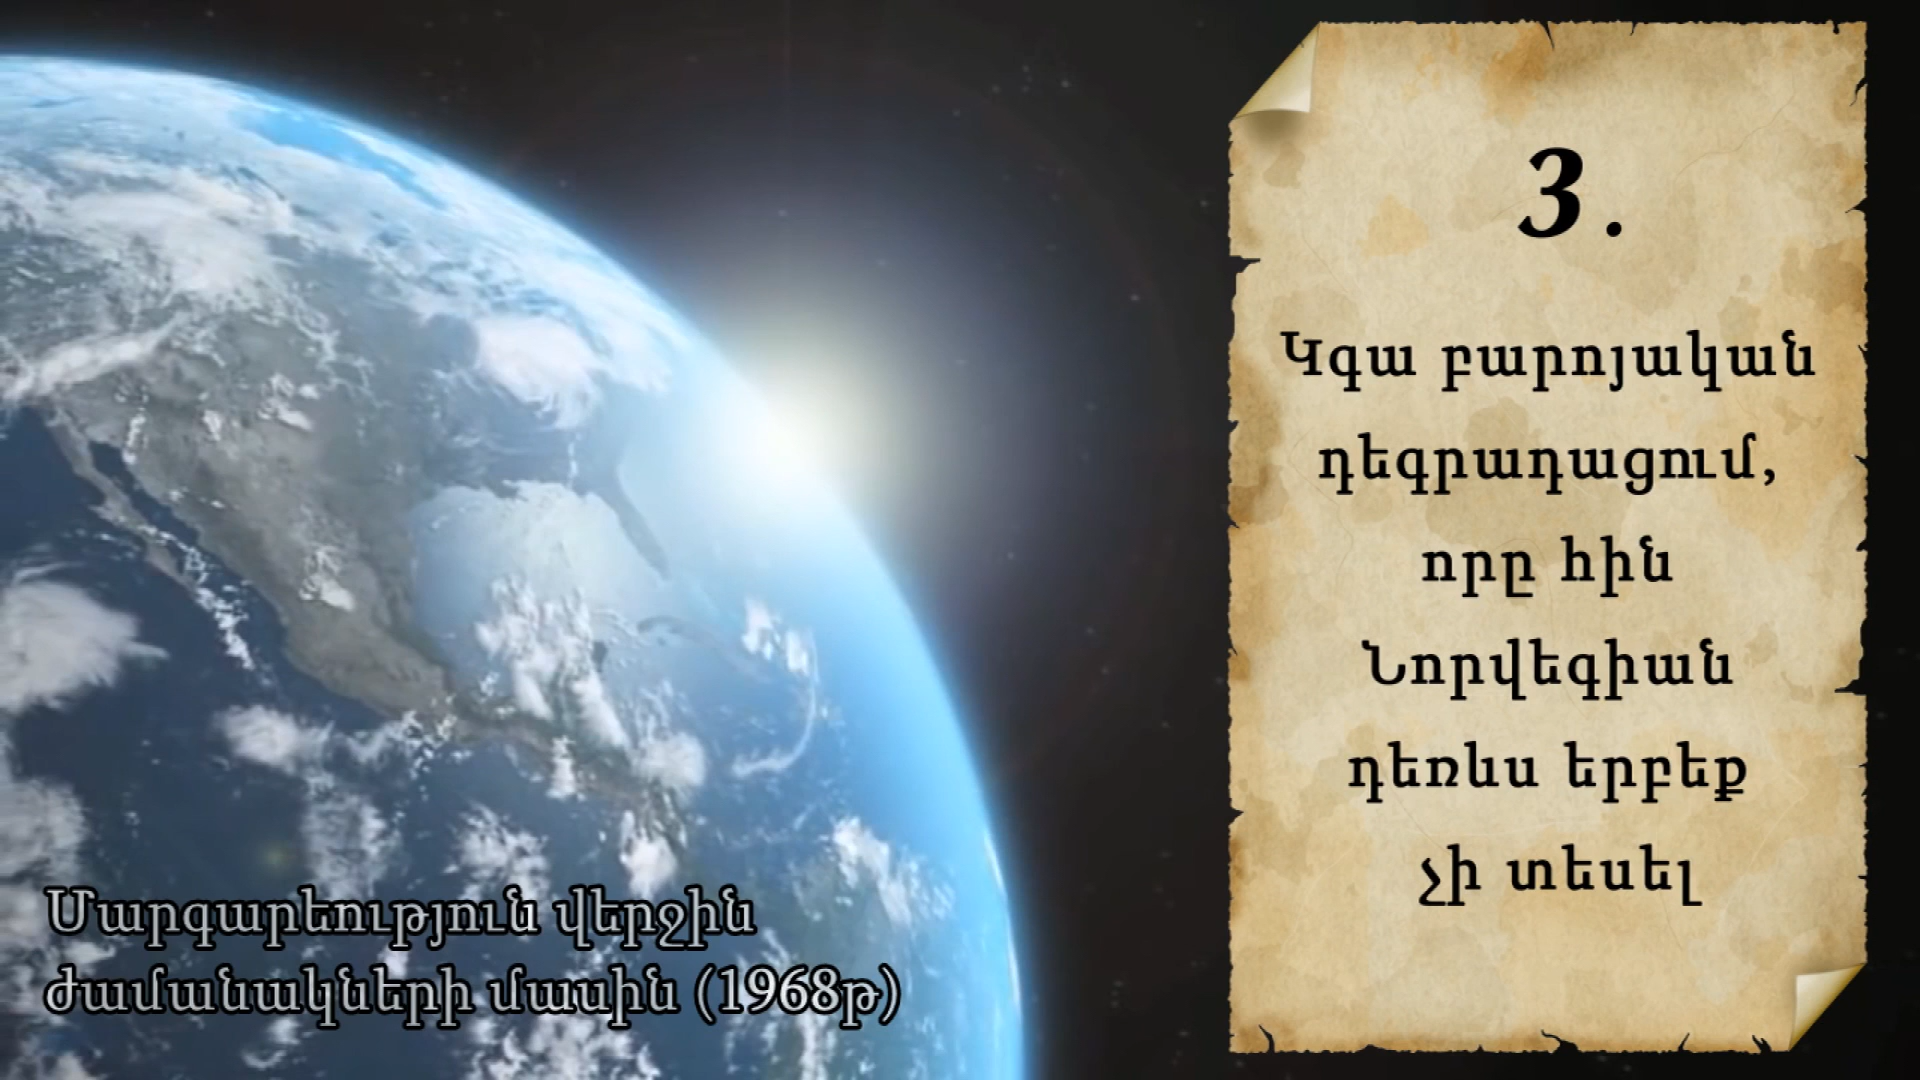 3.
Կգա բարոյական
դեգրադացում,
որը հին
Նորվեգիան
դեռևս երբեք
չի տեսել
Մարգարեություն վերջին
ժամանակների մասին (1968թ)